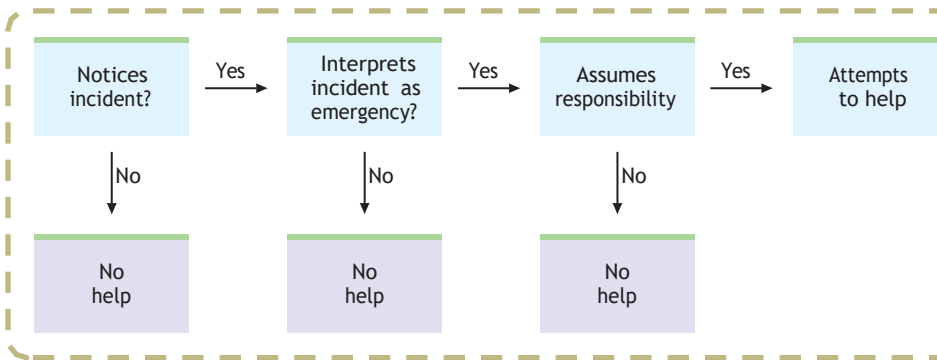 Notices
incident?
Yes
Interprets
incident as
emergency?
Yes
Assumes
responsibility
Yes
Attempts
to help
No
No
No
No
help
No
help
No
help